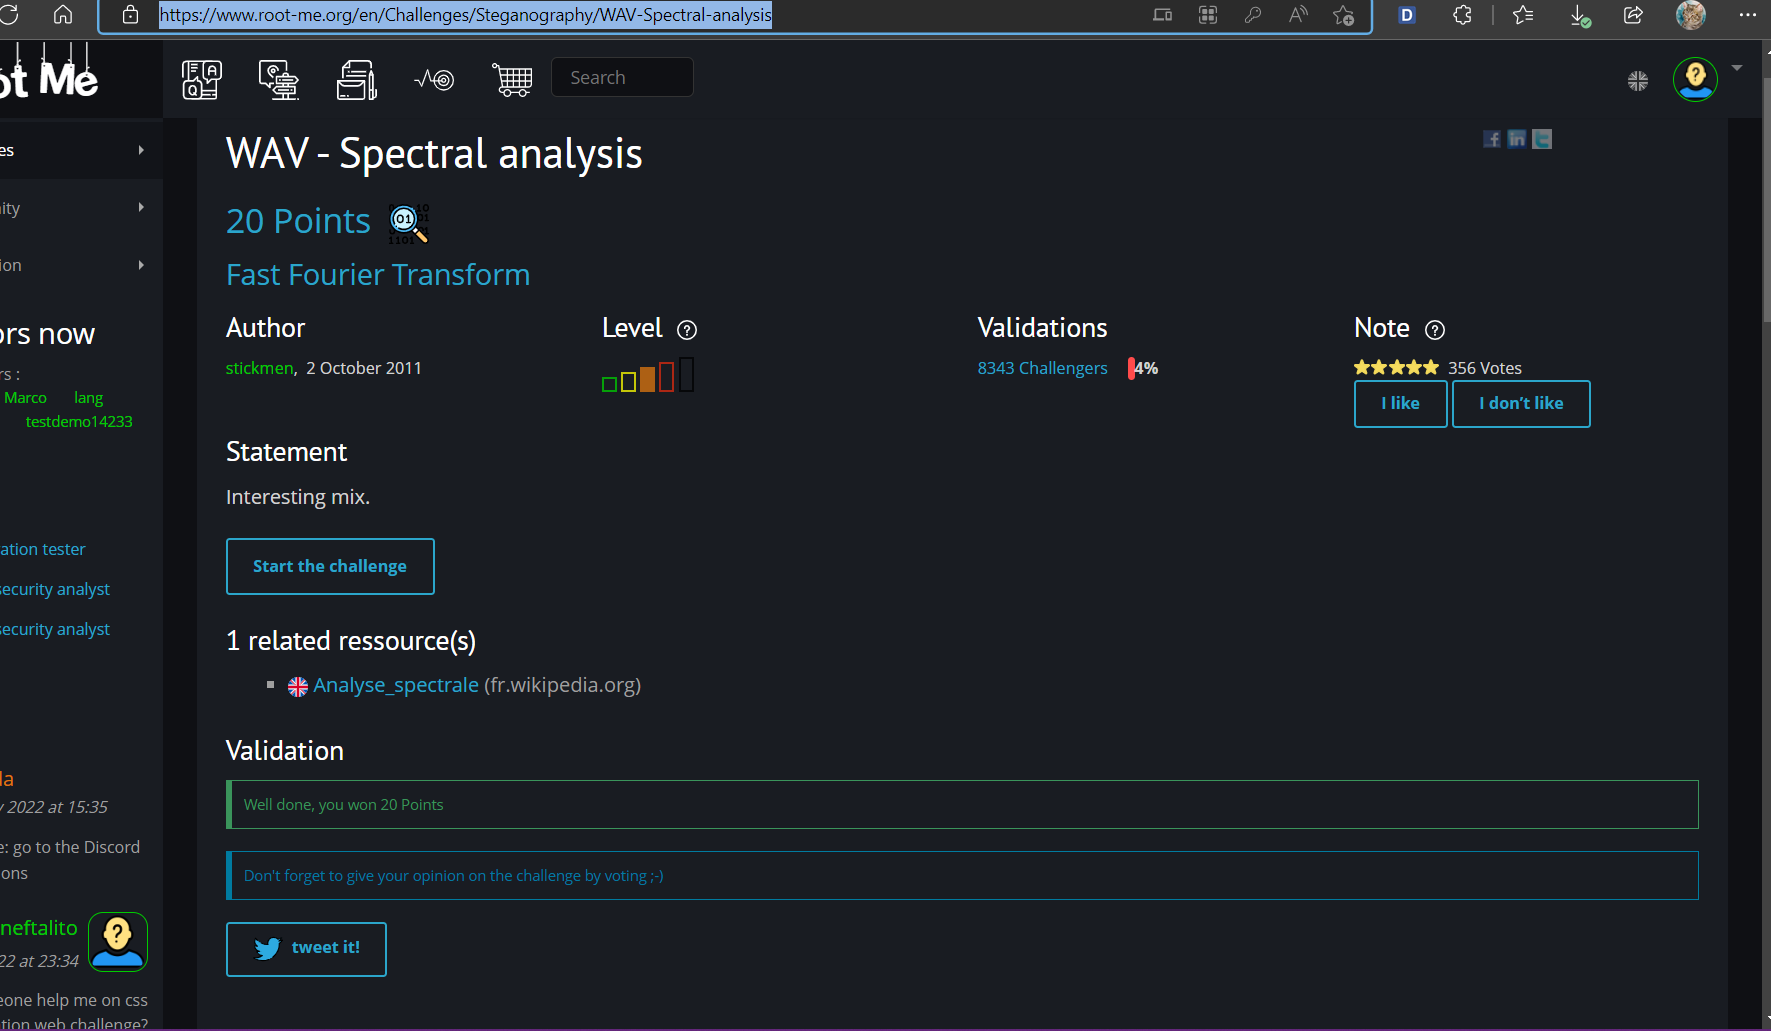 https://www.root-me.org/en/Challenges/Steganography/WAV-Spectral-analysis
D
ot Me
Search
es
ity
ion
ors now
rs :
Marco lang
testdemo14233
ation tester
security analyst
security analyst
la
2022 at 15:35
e: go to the Discord
ons
neftalito
22 at 23:34
eone help me on css
tion web challenge?
WAV - Spectral analysis
20 Points
Fast Fourier Transform
Author
stickmen, 2 October 2011
Level ?
Validations
8343 Challengers 4%
Note ?
356 Votes
I like I don’t like
Statement
Interesting mix.
Start the challenge
1 related ressource(s)
Analyse_spectrale (fr.wikipedia.org)
Validation
Well done, you won 20 Points
Don't forget to give your opinion on the challenge by voting ;-)
tweet it!